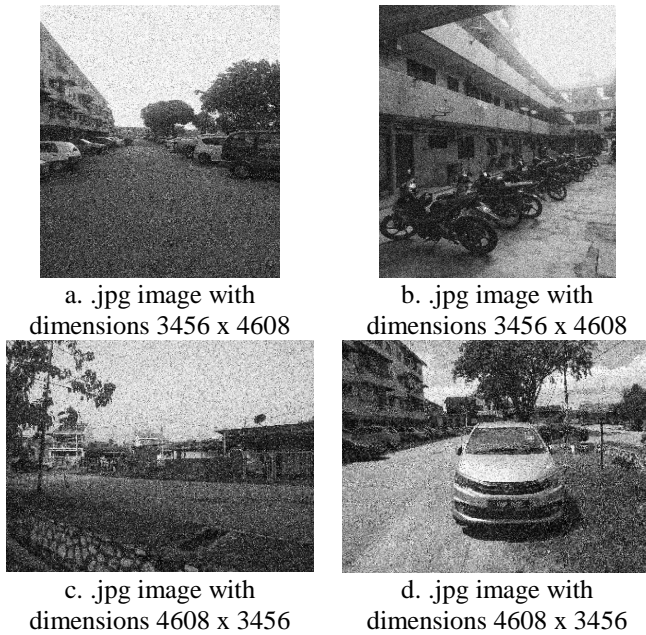 a. .jpg image with
dimensions 3456 x 4608
b. .jpg image with
dimensions 3456 x 4608
c. .jpg image with
dimensions 4608 x 3456
d. .jpg image with
dimensions 4608 x 3456